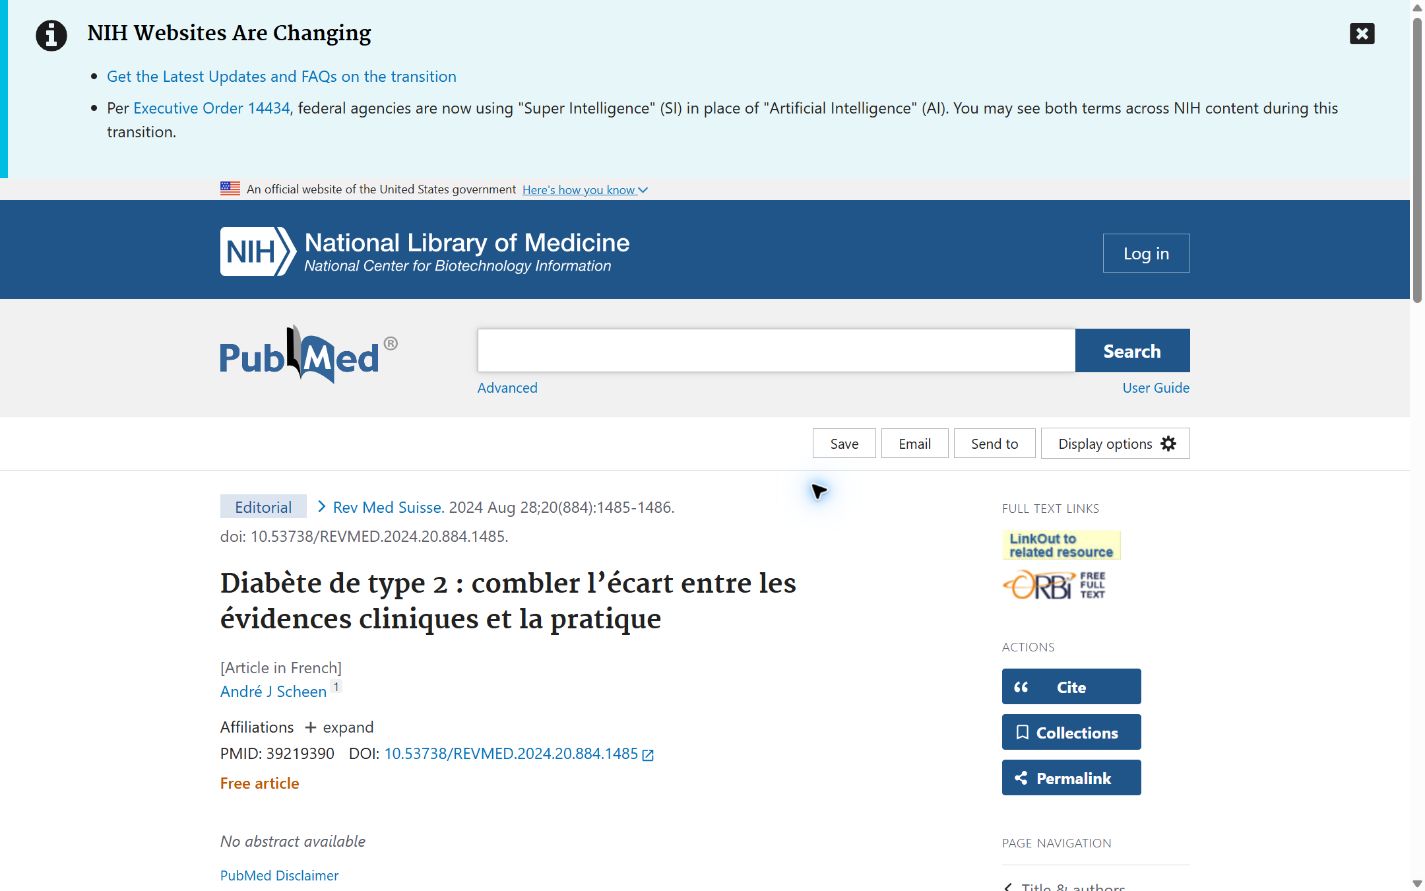 NIH Websites Are Changing
Get the Latest Updates and FAQs on the transition
Per Executive Order 14434, federal agencies are now using "Super Intelligence" (SI) in place of "Artificial Intelligence" (AI). You may see both terms across NIH content during this
transition.
An official website of the United States government Here's how you know
NIH National Library of Medicine
National Center for Biotechnology Information
Log in
PubMed®
Search
Advanced
User Guide
Save
Email
Send to
Display options
Editorial
Rev Med Suisse. 2024 Aug 28;20(884):1485-1486.
doi: 10.53738/REVMED.2024.20.884.1485.
Diabète de type 2 : combler l’écart entre les
évidences cliniques et la pratique
[Article in French]
André J Scheen 1
Affiliations + expand
PMID: 39219390 DOI: 10.53738/REVMED.2024.20.884.1485
Free article
No abstract available
PubMed Disclaimer
FULL TEXT LINKS
LinkOut to
related resource
ORBi FREE
FULL
TEXT
ACTIONS
Cite
Collections
Permalink
PAGE NAVIGATION
Title & authors